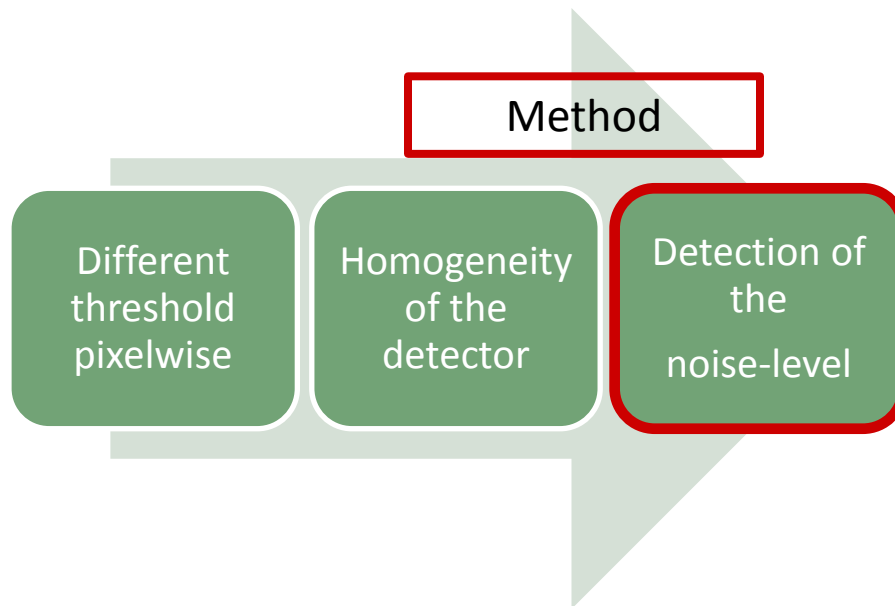 Method
Different
threshold
pixelwise
Homogeneity
of the
detector
Detection of
the
noise-level